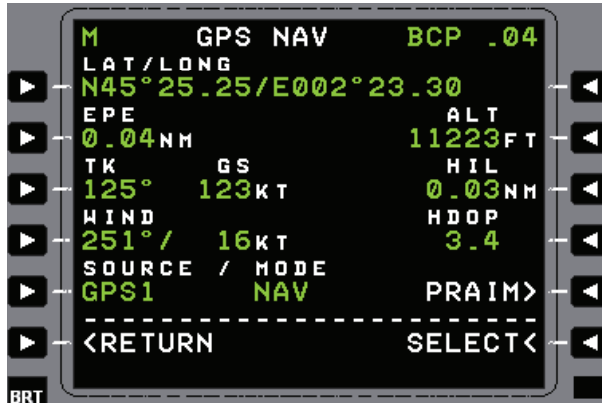 M GPS NAV BCP .04
LAT/LONG
N45°25.25/E002°23.30
EPE ALT
0.04NM 11223FT
TK GS HIL
125° 123KT 0.03NM
WIND HDOP
251°/ 16KT 3.4
SOURCE / MODE
GPS1 NAV PRAIM>
<RETURN SELECT<
BRT